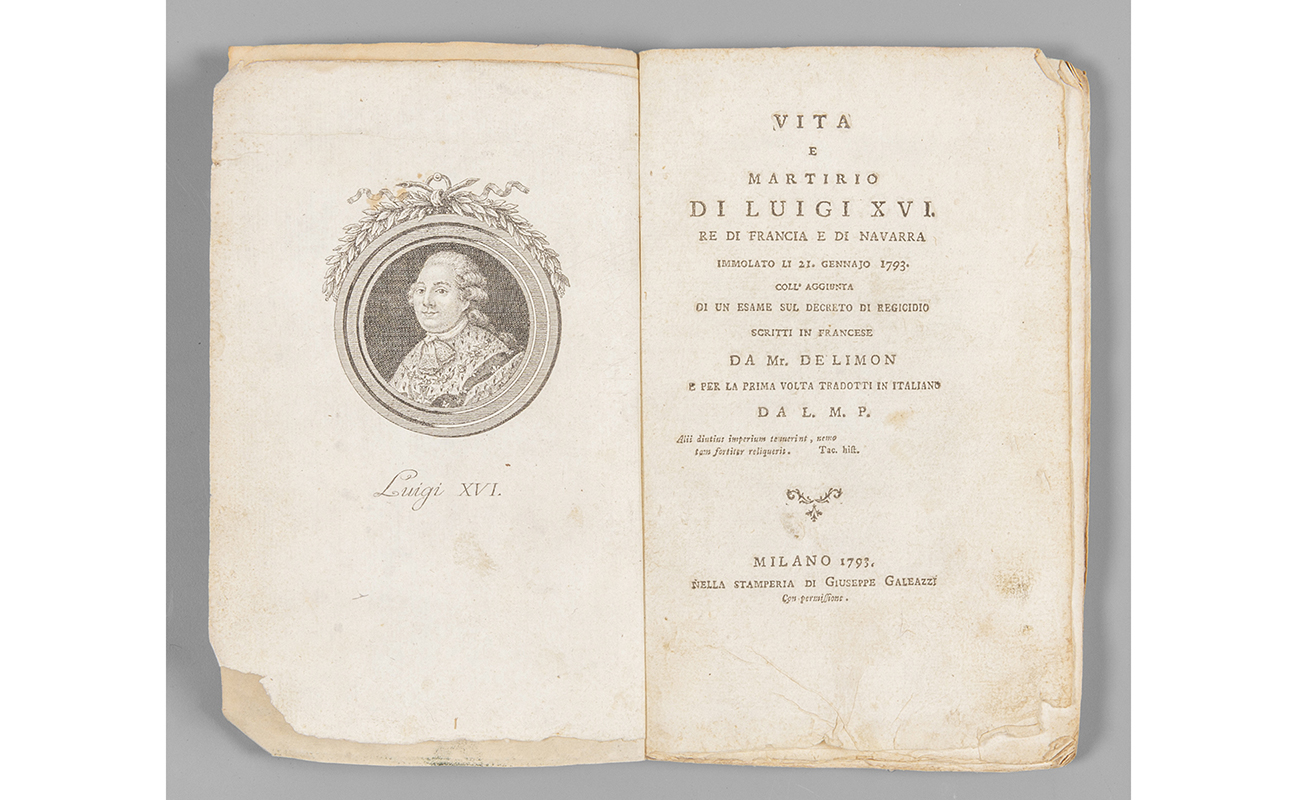 Luigi XVI.
VITA
E
MARTIRIO
DI LUIGI XVI.
RE DI FRANCIA E DI NAVARRA
IMMOLATO LI 21. GENNAJO 1793.
COLL' AGGIUNTA
DI UN ESAME SUL DECRETO DI REGICIDIO
SCRITTI IN FRANCESE
DA Mr. DE LIMON
E PER LA PRIMA VOLTA TRADOTTI IN ITALIANO
DA L. M. P.
Alii diutius imperium tenuerint, nemo
tam fortiter reliquerit. Tac. hiſt.
MILANO 1793.
NELLA STAMPERIA DI GIUSEPPE GALEAZZI
Con permiſſione.